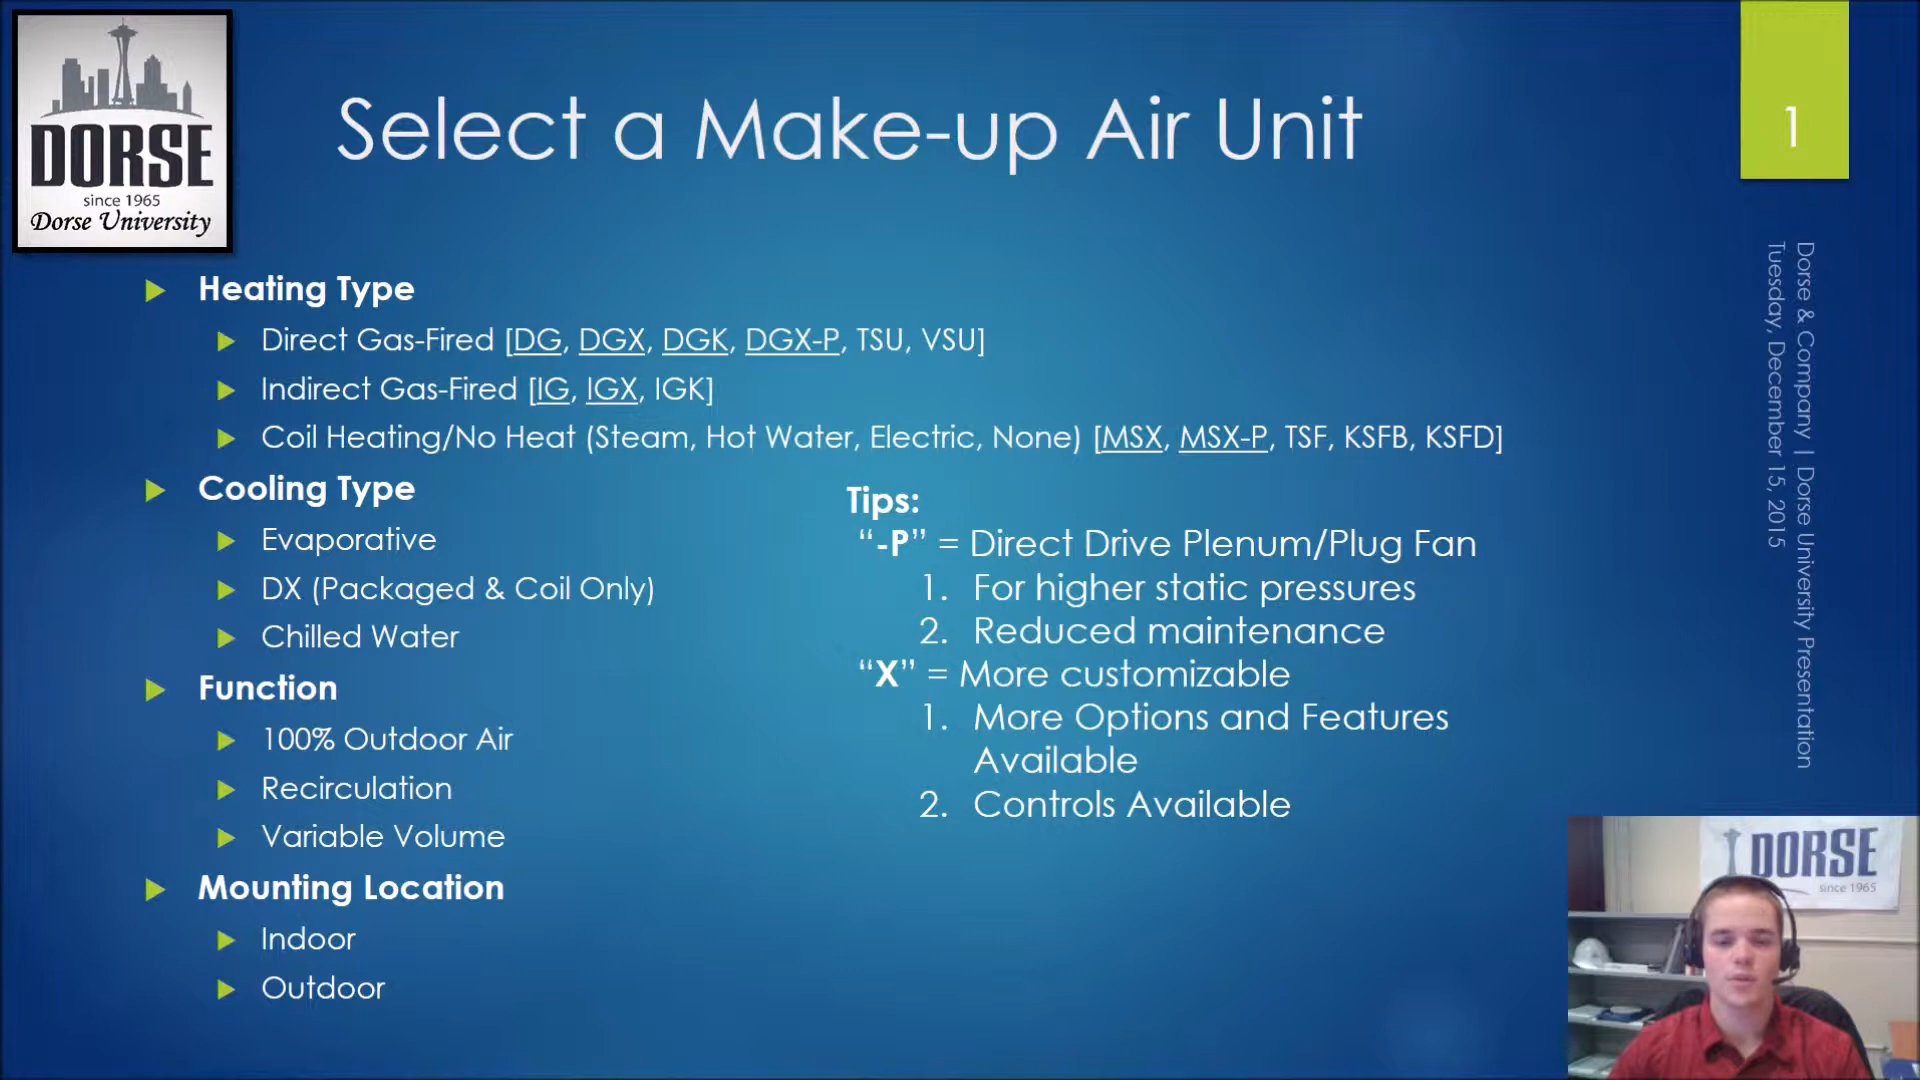 DORSE
since 1965
Dorse University
Select a Make-up Air Unit
1
Heating Type
Direct Gas-Fired [DG, DGX, DGK, DGX-P, TSU, VSU]
Indirect Gas-Fired [IG, IGX, IGK]
Coil Heating/No Heat (Steam, Hot Water, Electric, None) [MSX, MSX-P, TSF, KSFB, KSFD]
Cooling Type
Evaporative
DX (Packaged & Coil Only)
Chilled Water
Function
100% Outdoor Air
Recirculation
Variable Volume
Mounting Location
Indoor
Outdoor
Tips:
“-P” = Direct Drive Plenum/Plug Fan
1. For higher static pressures
2. Reduced maintenance
“X” = More customizable
1. More Options and Features
Available
2. Controls Available
Dorse & Company | Dorse University Presentation
Tuesday, December 15, 2015
DORSE
since 1965